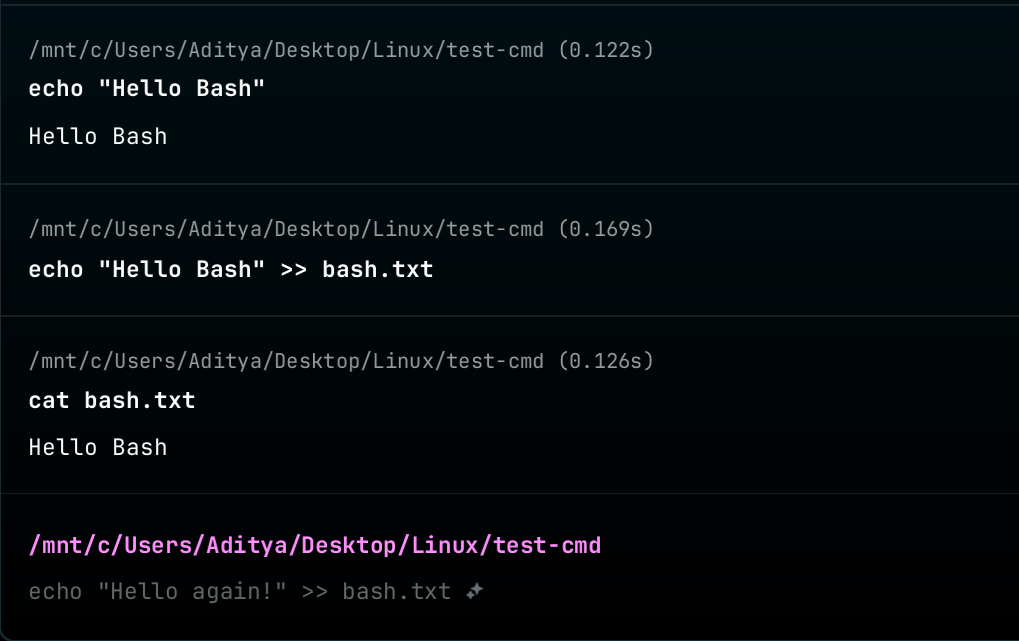 /mnt/c/Users/Aditya/Desktop/Linux/test-cmd (0.122s)
echo "Hello Bash"
Hello Bash
/mnt/c/Users/Aditya/Desktop/Linux/test-cmd (0.169s)
echo "Hello Bash" >> bash.txt
/mnt/c/Users/Aditya/Desktop/Linux/test-cmd (0.126s)
cat bash.txt
Hello Bash
/mnt/c/Users/Aditya/Desktop/Linux/test-cmd
echo "Hello again!" >> bash.txt